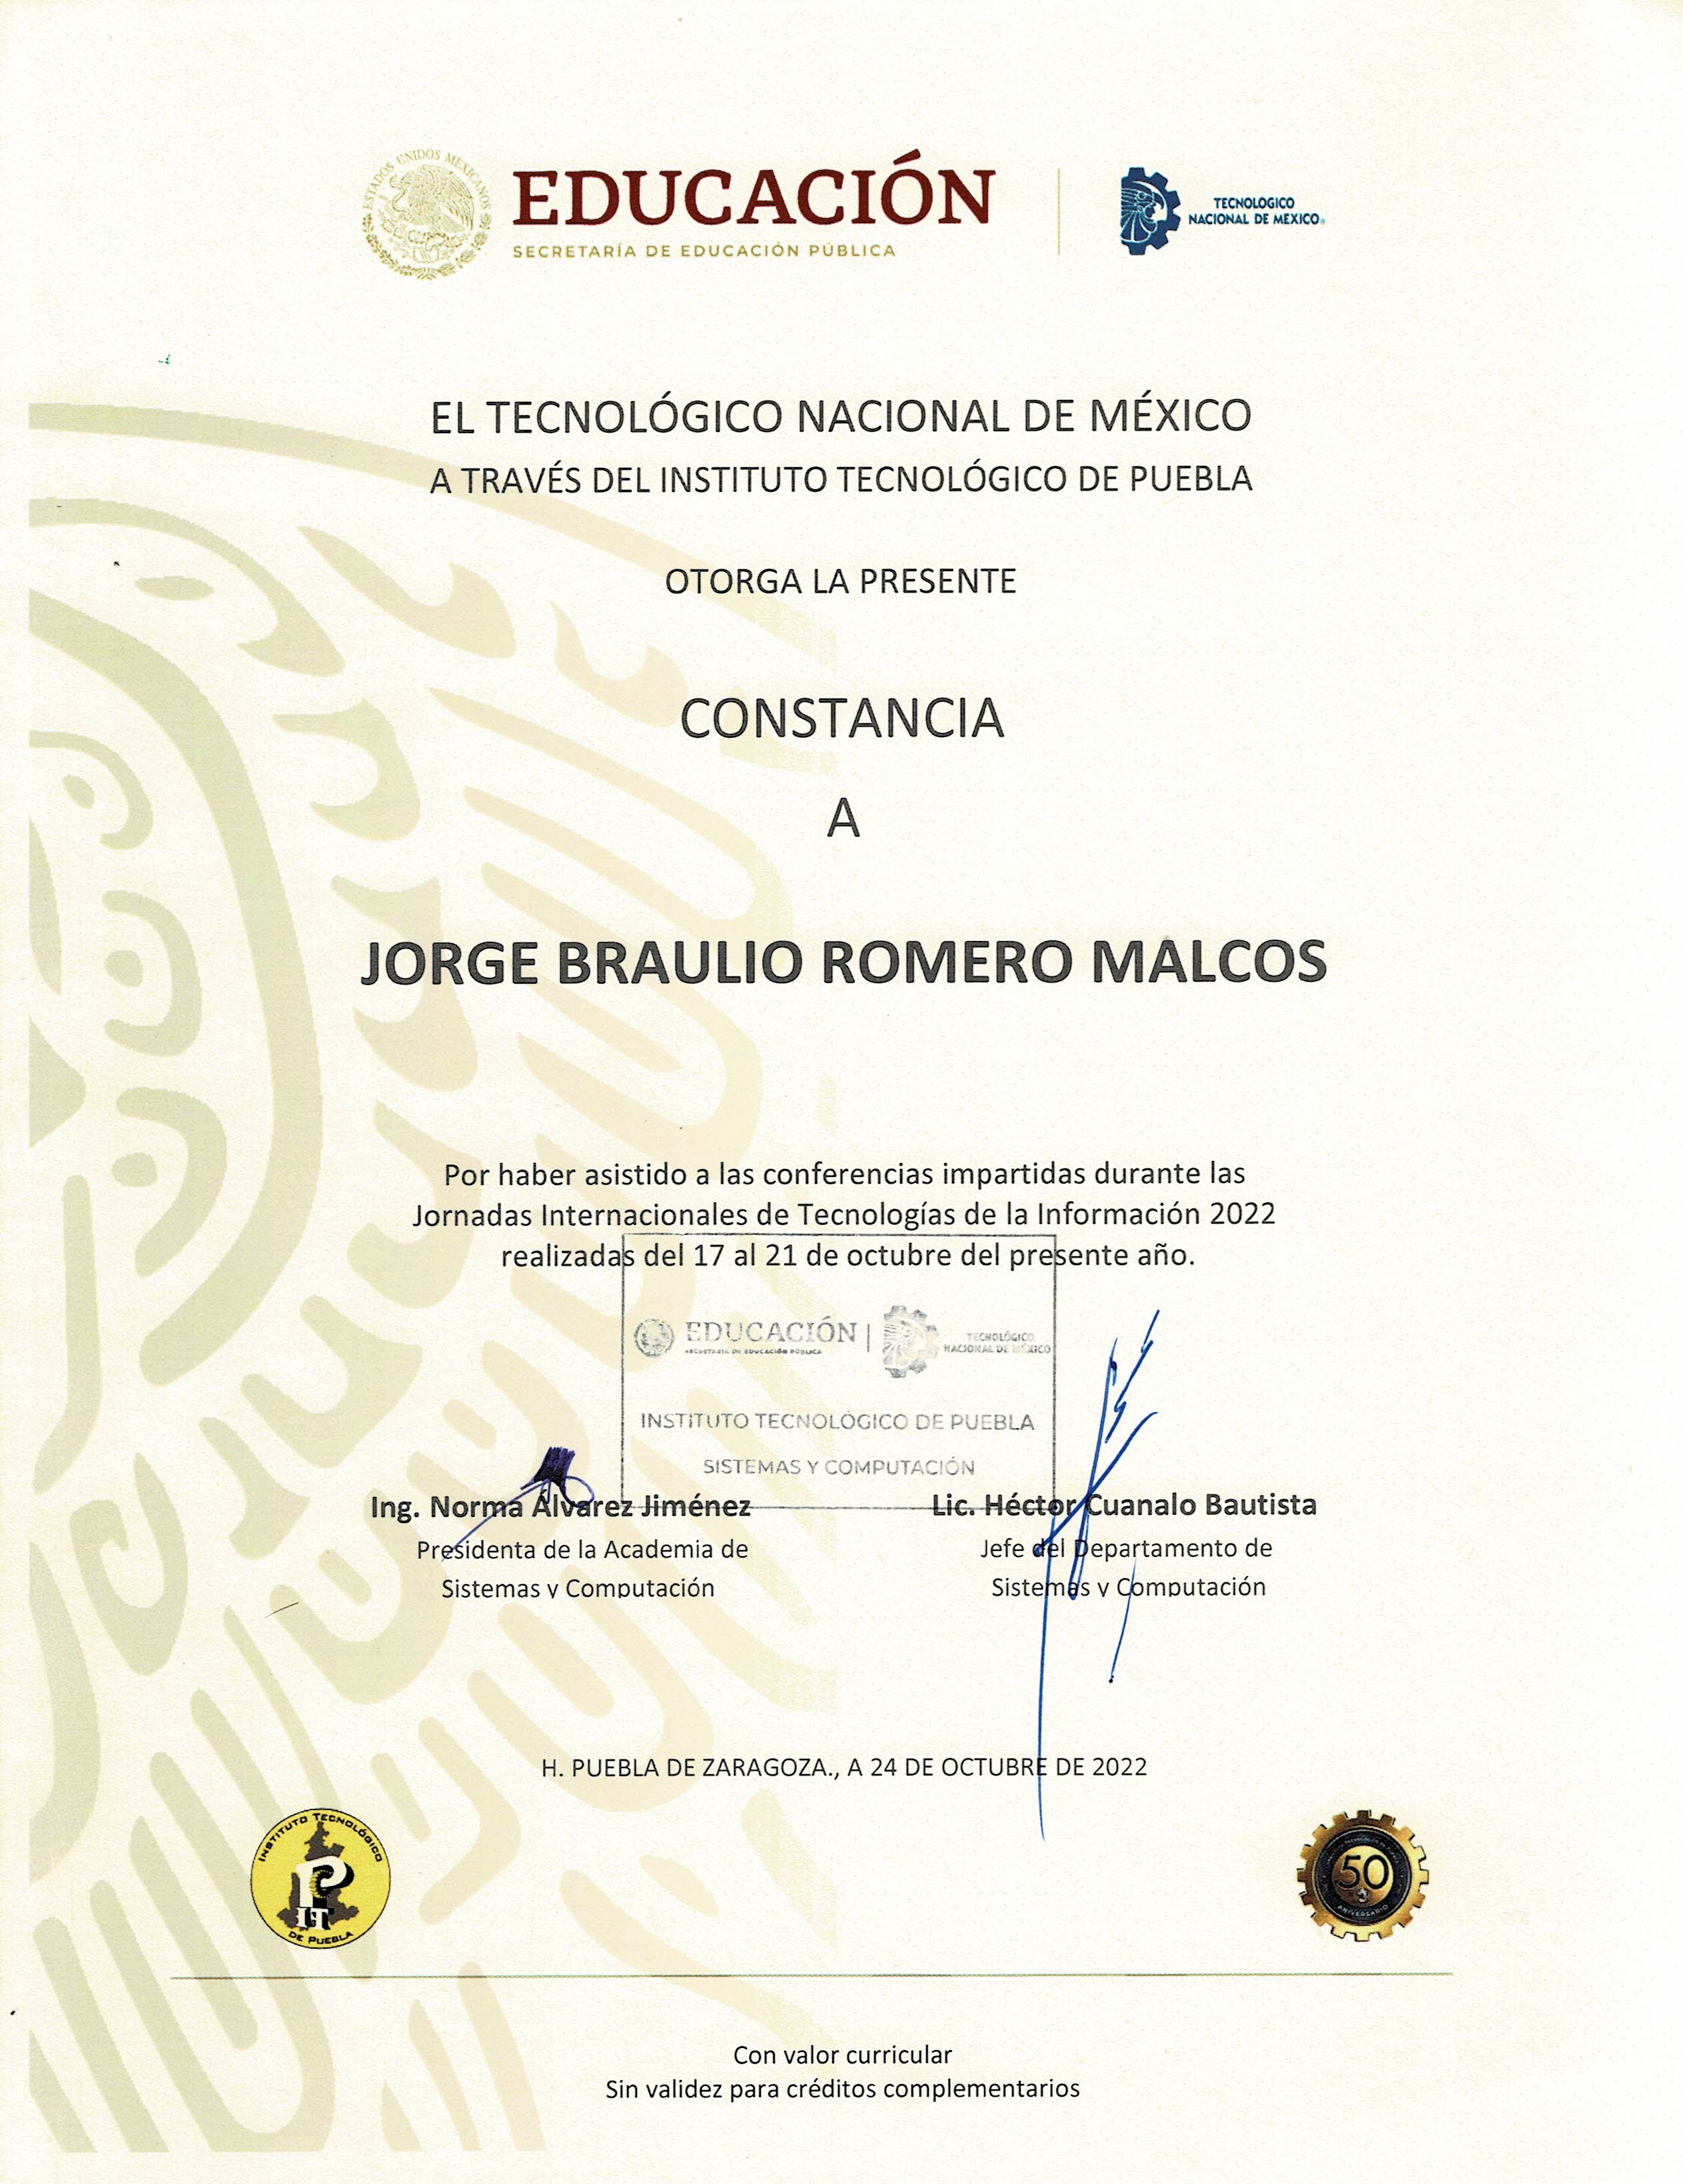 ESTADOS UNIDOS MEXICANOS
EDUCACIÓN
SECRETARÍA DE EDUCACIÓN PÚBLICA
TECNOLÓGICO
NACIONAL DE MÉXICO®
EL TECNOLÓGICO NACIONAL DE MÉXICO
A TRAVÉS DEL INSTITUTO TECNOLÓGICO DE PUEBLA
OTORGA LA PRESENTE
CONSTANCIA
A
JORGE BRAULIO ROMERO MALCOS
Por haber asistido a las conferencias impartidas durante las
Jornadas Internacionales de Tecnologías de la Información 2022
realizadas del 17 al 21 de octubre del presente año.
EDUCACIÓN
SECRETARÍA DE EDUCACIÓN PÚBLICA
TECNOLÓGICO
NACIONAL DE MÉXICO
INSTITUTO TECNOLÓGICO DE PUEBLA
SISTEMAS Y COMPUTACIÓN
Ing. Norma Álvarez Jiménez
Presidenta de la Academia de
Sistemas y Computación
Lic. Héctor Cuanalo Bautista
Jefe del Departamento de
Sistemas y Computación
H. PUEBLA DE ZARAGOZA., A 24 DE OCTUBRE DE 2022
INSTITUTO TECNOLÓGICO
P
IT
DE PUEBLA
50
ANIVERSARIO
Con valor curricular
Sin validez para créditos complementarios